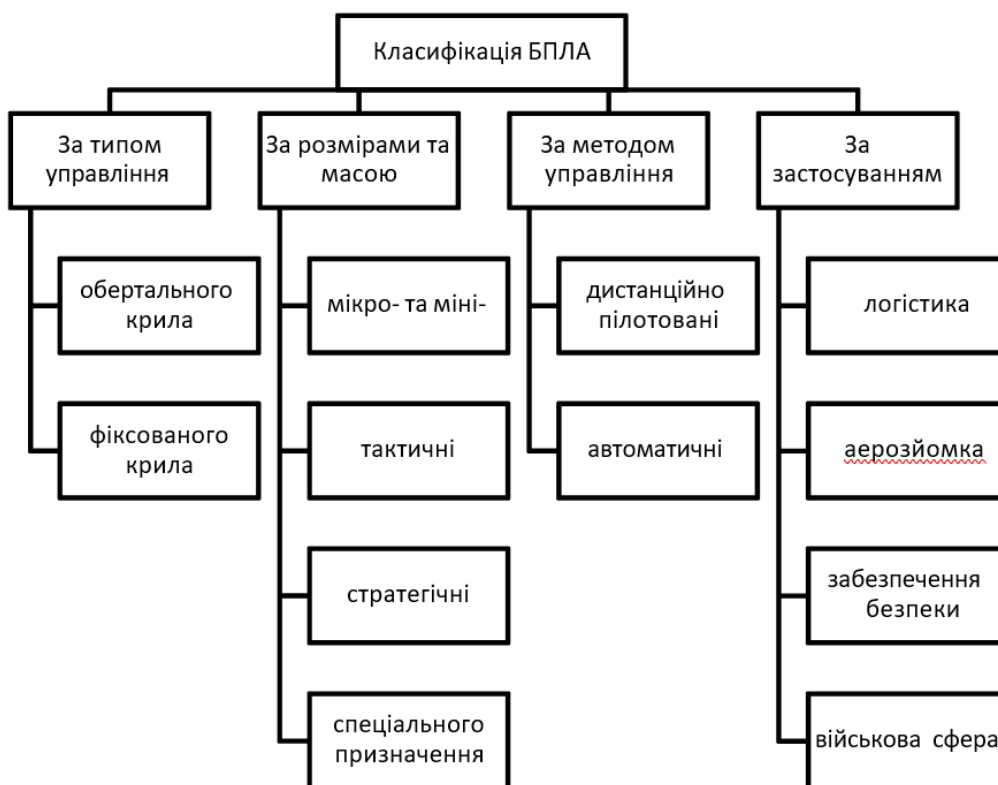 Класифікація БПЛА
За типом
управління
обертального
крила
фіксованого
крила
За розмірами та
масою
мікро- та міні-
тактичні
стратегічні
спеціального
призначення
За методом
управління
дистанційно
пілотовані
автоматичні
За
застосуванням
логістика
аерозйомка
забезпечення
безпеки
військова сфера